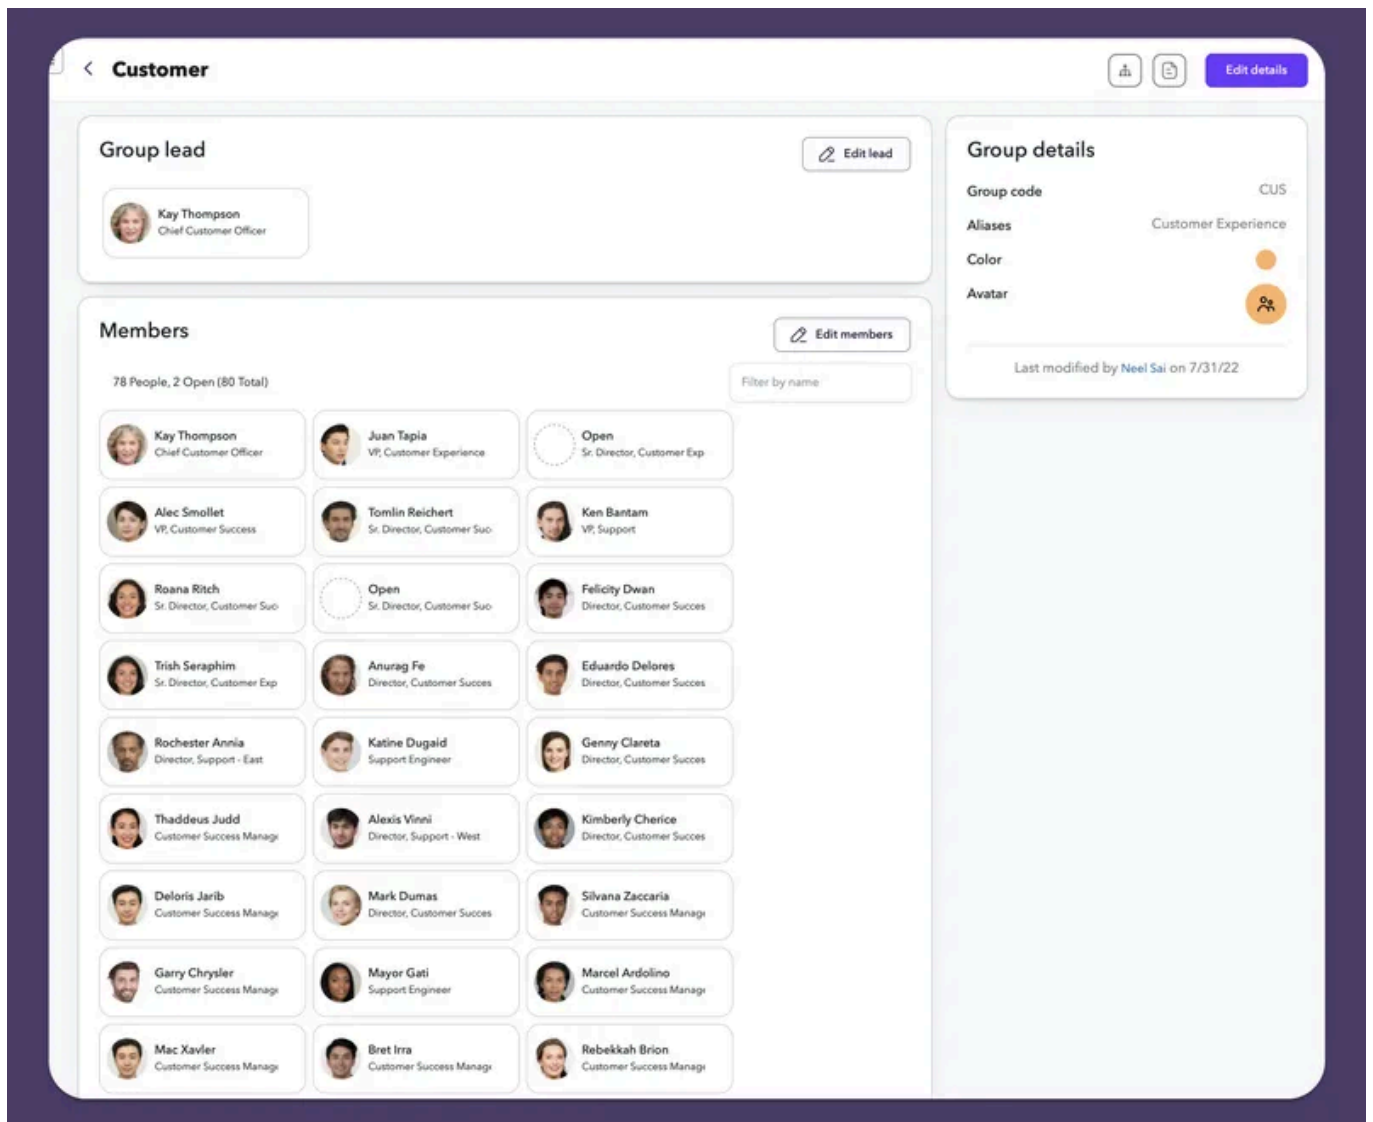 Customer
Edit details
Group lead
Edit lead
Kay Thompson
Chief Customer Officer
Members
Edit members
78 People, 2 Open (80 Total)
Filter by name
Kay Thompson
Chief Customer Officer
Juan Tapia
VP, Customer Experience
Open
Sr. Director, Customer Exp
Alec Smollet
VP, Customer Success
Tomlin Reichert
Sr. Director, Customer Suc
Ken Bantam
VP, Support
Roana Ritch
Sr. Director, Customer Suc
Open
Sr. Director, Customer Suc
Felicity Dwan
Director, Customer Succes
Trish Seraphim
Sr. Director, Customer Exp
Anurag Fe
Director, Customer Succes
Eduardo Delores
Director, Customer Succes
Rochester Annia
Director, Support - East
Katine Dugaid
Support Engineer
Genny Clareta
Director, Customer Succes
Thaddeus Judd
Customer Success Manage
Alexis Vinni
Director, Support - West
Kimberly Cherice
Director, Customer Succes
Deloris Jarib
Customer Success Manage
Mark Dumas
Director, Customer Succes
Silvana Zaccaria
Customer Success Manage
Garry Chrysler
Customer Success Manage
Mayor Gati
Support Engineer
Marcel Ardolino
Customer Success Manage
Mac Xavler
Customer Success Manage
Bret Irra
Customer Success Manage
Rebekkah Brion
Customer Success Manage
Group details
Group code
CUS
Aliases
Customer Experience
Color
Avatar
Last modified by Neel Sai on 7/31/22